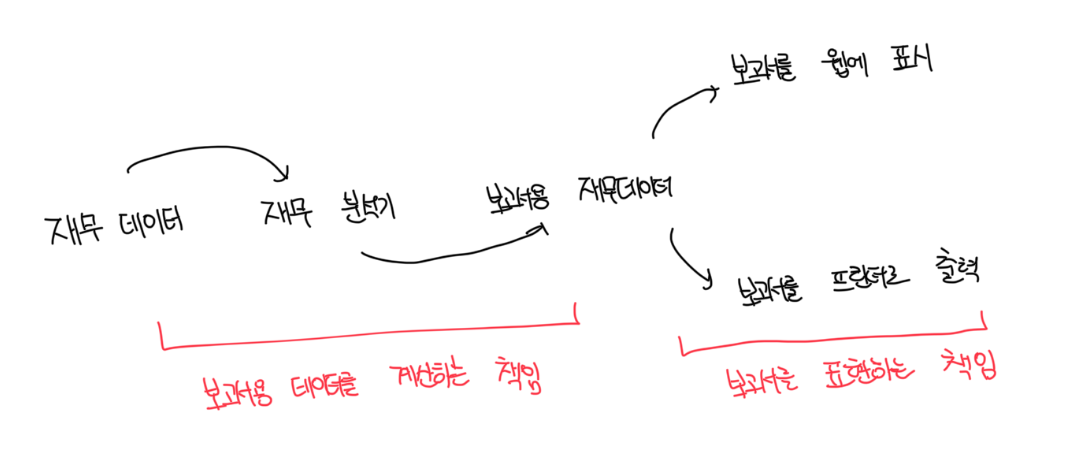 보고서를 웹에 표시
재무 데이터
재무 분석기
보고서용 재무데이터
보고서를 프린터로 출력
보고서용 데이터를 계산하는 책임
보고서를 표현하는 책임